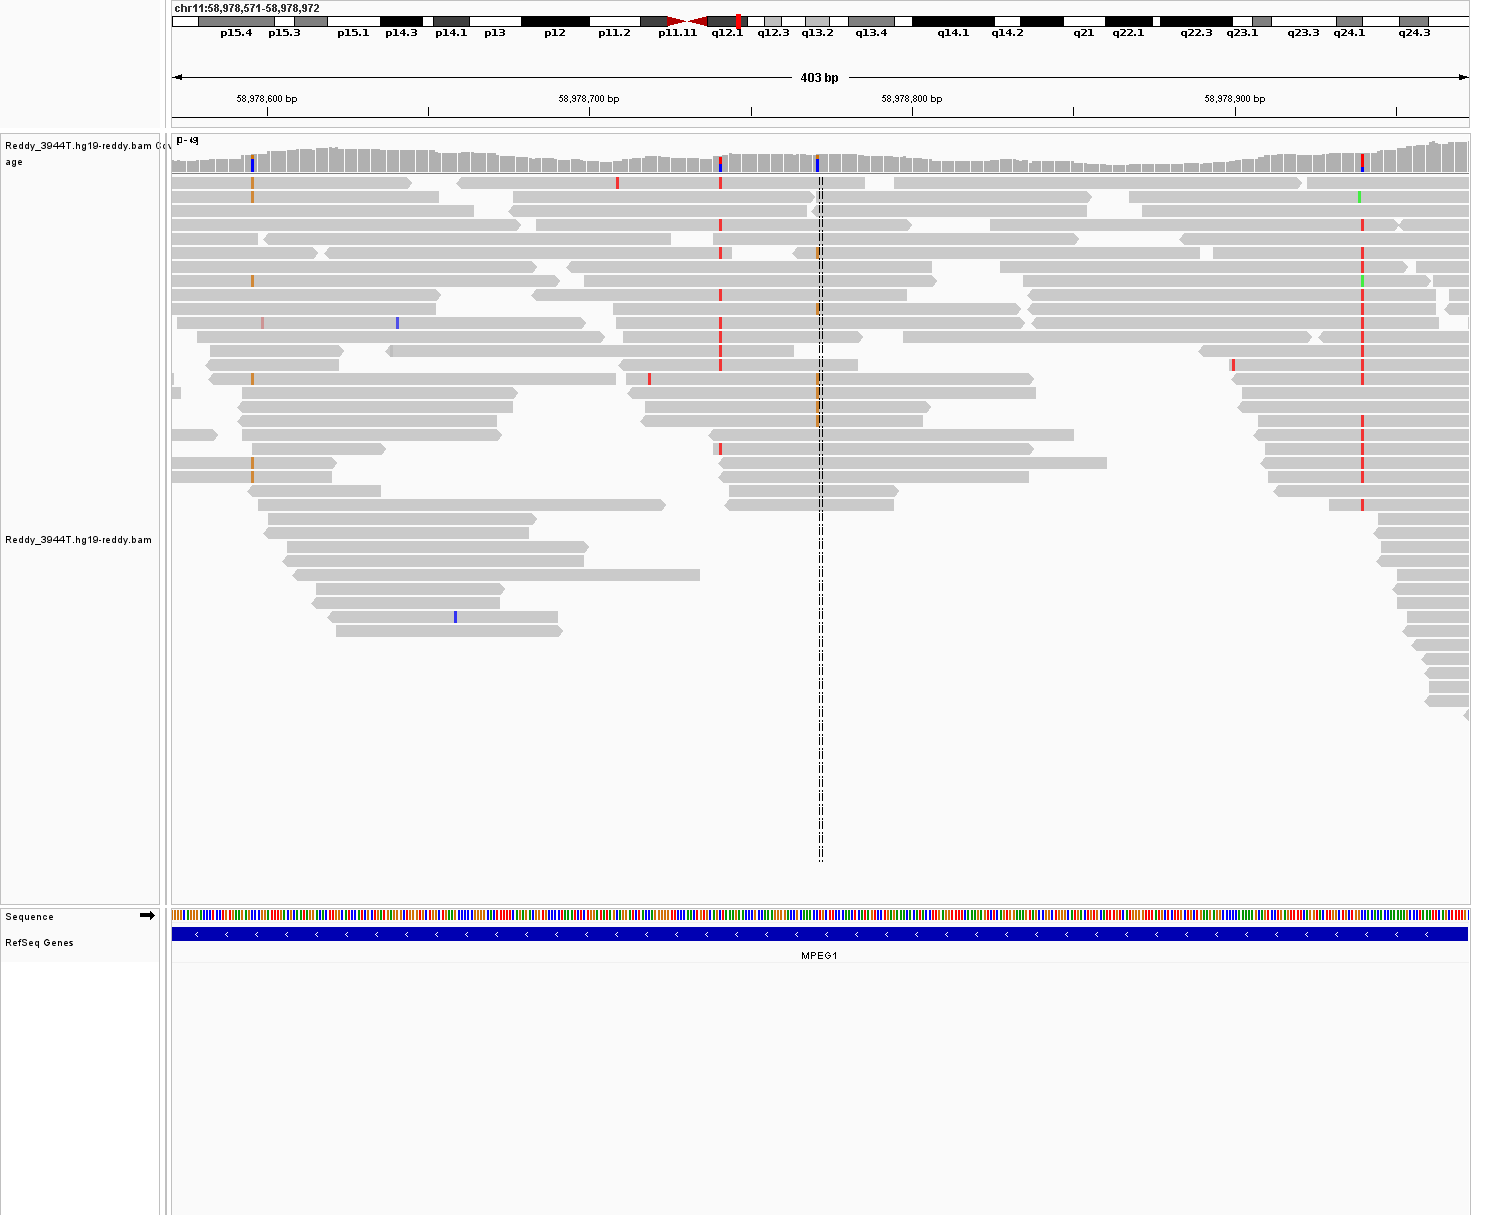 chr11:58,978,571-58,978,972
p15.4 p15.3 p15.1 p14.3 p14.1 p13 p12 p11.2 p11.11 q12.1 q12.3 q13.2 q13.4 q14.1 q14.2 q21 q22.1 q22.3 q23.1 q23.3 q24.1 q24.3
403 bp
58,978,600 bp 58,978,700 bp 58,978,800 bp 58,978,900 bp
Reddy_3944T.hg19-reddy.bam Cov
age
Reddy_3944T.hg19-reddy.bam
Sequence
RefSeq Genes
MPEG1